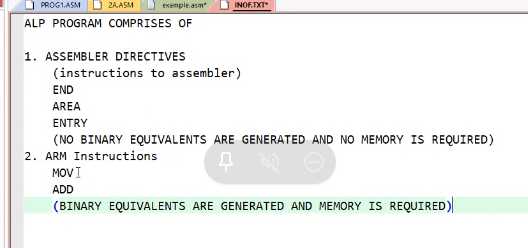 PROG1.ASM 2A.ASM example.asm* INOF.TXT*
ALP PROGRAM COMPRISES OF
1. ASSEMBLER DIRECTIVES
(instructions to assembler)
END
AREA
ENTRY
(NO BINARY EQUIVALENTS ARE GENERATED AND NO MEMORY IS REQUIRED)
2. ARM Instructions
MOV
ADD
(BINARY EQUIVALENTS ARE GENERATED AND MEMORY IS REQUIRED)